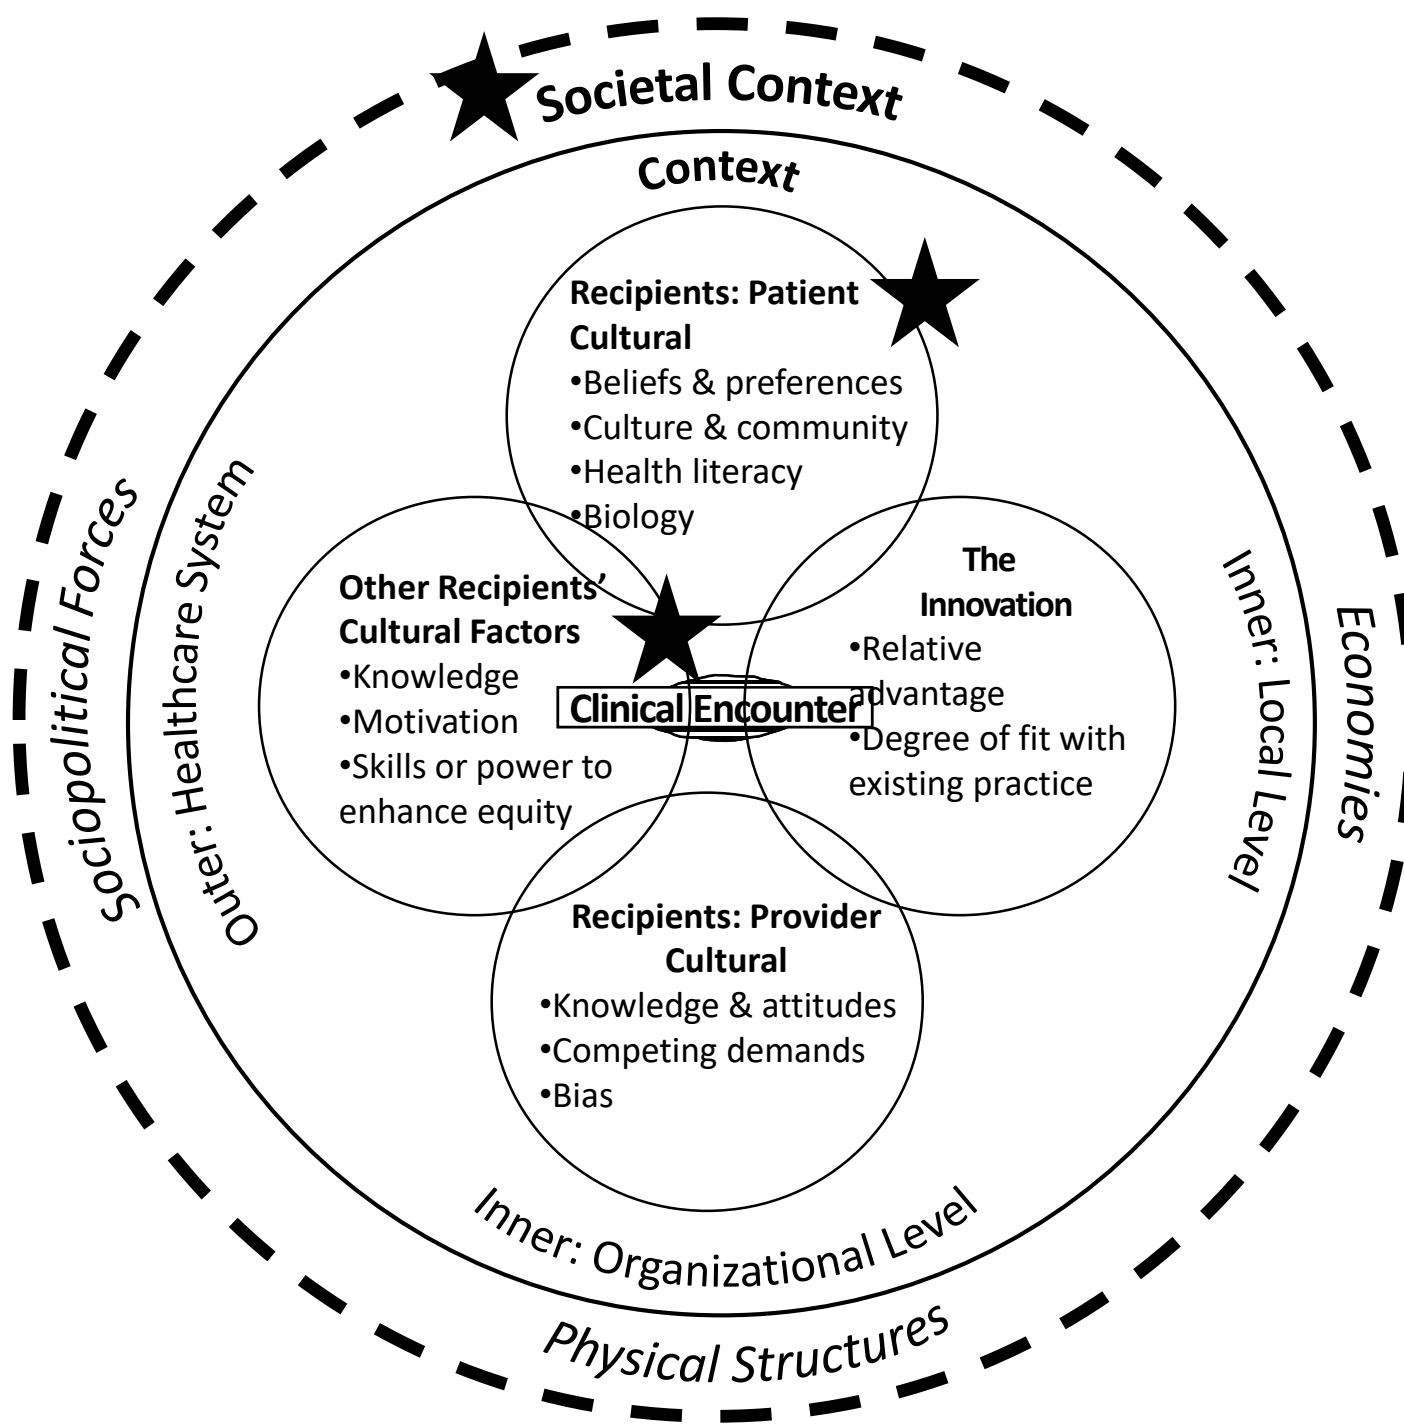 Societal Context
Context
Recipients: Patient
Cultural
•Beliefs & preferences
•Culture & community
•Health literacy
•Biology
Other Recipients’
Cultural Factors
•Knowledge
•Motivation
•Skills or power to
enhance equity
The
Innovation
•Relative
advantage
•Degree of fit with
existing practice
Clinical Encounter
Recipients: Provider
Cultural
•Knowledge & attitudes
•Competing demands
•Bias
Sociopolitical Forces
Outer: Healthcare System
Inner: Local Level
Economies
Inner: Organizational Level
Physical Structures